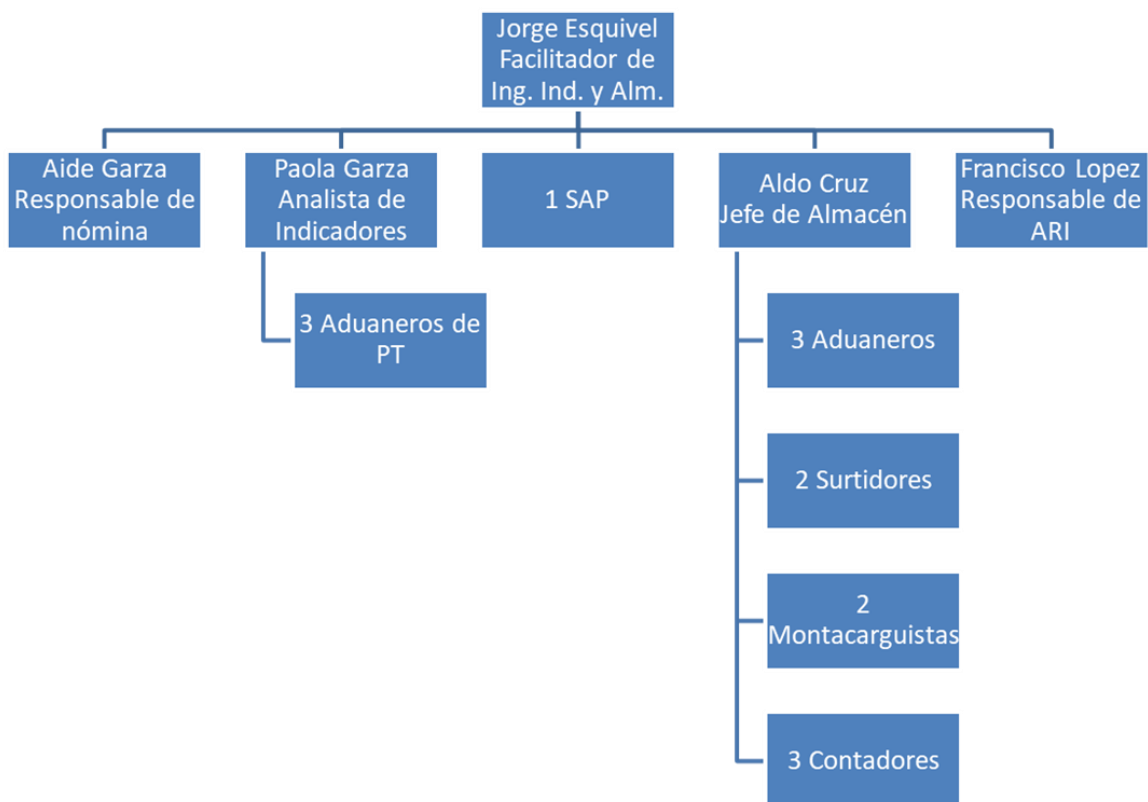 Jorge Esquivel
Facilitador de
Ing. Ind. y Alm.
Aide Garza
Responsable de
nómina
Paola Garza
Analista de
Indicadores
1 SAP
Aldo Cruz
Jefe de Almacén
Francisco Lopez
Responsable de
ARI
3 Aduaneros de
PT
3 Aduaneros
2 Surtidores
2
Montacarguistas
3 Contadores